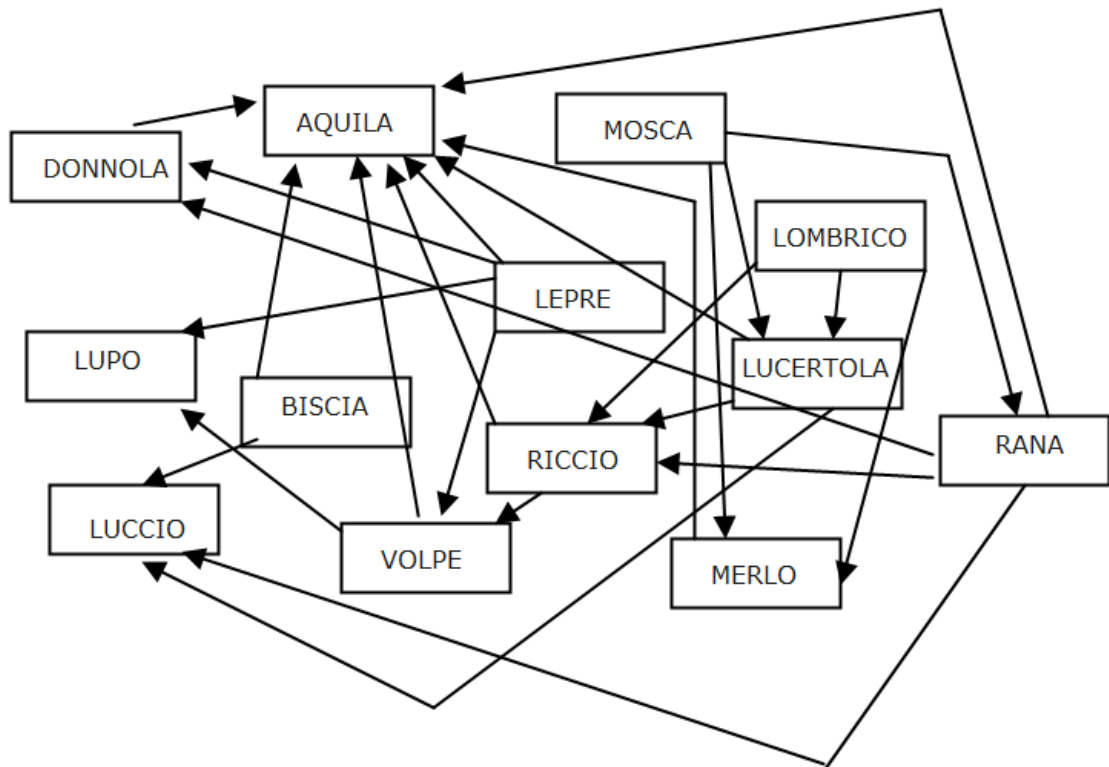 AQUILA
MOSCA
DONNOLA
LOMBRICO
LEPRE
LUPO
LUCERTOLA
BISCIA
RANA
RICCIO
LUCCIO
VOLPE
MERLO